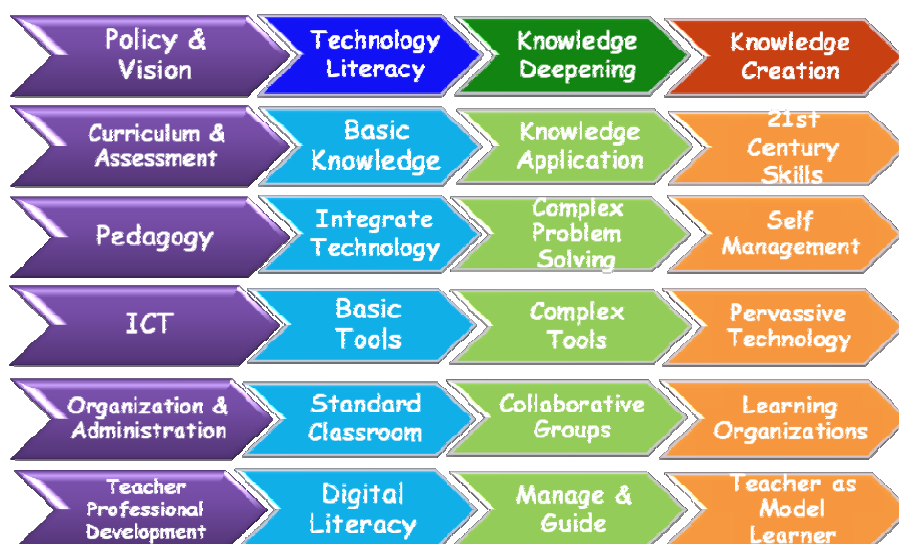 Policy &
Vision
Technology
Literacy
Knowledge
Deepening
Knowledge
Creation
Curriculum &
Assessment
Basic
Knowledge
Knowledge
Application
21st
Century
Skills
Pedagogy
Integrate
Technology
Complex
Problem
Solving
Self
Management
ICT
Basic
Tools
Complex
Tools
Pervassive
Technology
Organization &
Administration
Standard
Classroom
Collaborative
Groups
Learning
Organizations
Teacher
Professional
Development
Digital
Literacy
Manage &
Guide
Teacher as
Model
Learner